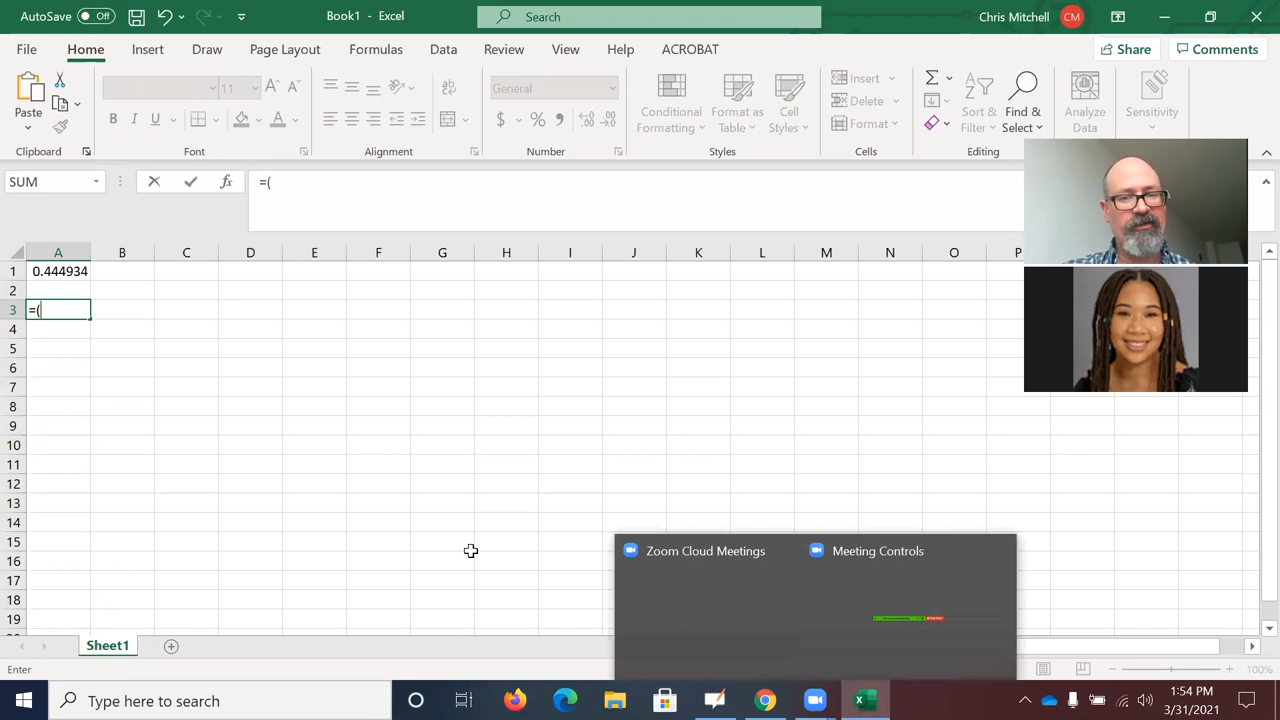 AutoSave Off Book1 - Excel Search Chris Mitchell CM
File Home Insert Draw Page Layout Formulas Data Review View Help ACROBAT Share Comments
Paste
11
General
Conditional Formatting
Format as Table
Cell Styles
Insert
Delete
Format
Sort & Filter
Find & Select
Analyze Data
Sensitivity
Clipboard Font Alignment Number Styles Cells Editing
SUM fx =(
A B C D E F G H I J K L M N O P
1 0.444934
2
3 =(
4
5
6
7
8
9
10
11
12
13
14
15
16
17
18
19
Zoom Cloud Meetings Meeting Controls
Sheet1
Enter 100%
Type here to search
1:54 PM
3/31/2021